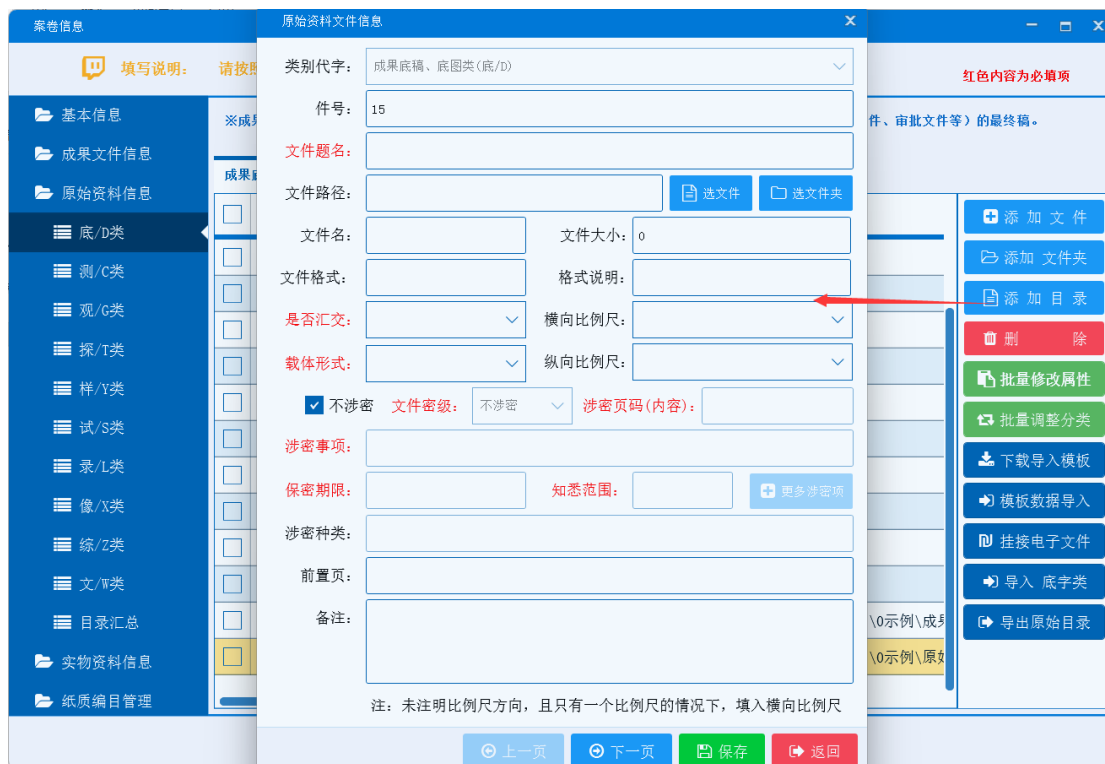 案卷信息
原始资料文件信息
填写说明：
请按
红色内容为必填项
基本信息
成果文件信息
原始资料信息
底/D类
测/C类
观/G类
探/T类
样/Y类
试/S类
录/L类
像/X类
综/Z类
文/W类
目录汇总
实物资料信息
纸质编目管理
※成
件、审批文件等）的最终稿。
成果
类别代字：
成果底稿、底图类(底/D)
件号：
15
文件题名：
文件路径：
选文件
选文件夹
文件名：
文件大小：
0
文件格式：
格式说明：
是否汇交：
横向比例尺：
载体形式：
纵向比例尺：
不涉密
文件密级：
不涉密
涉密页码(内容)：
涉密事项：
保密期限：
知悉范围：
更多涉密项
涉密种类：
前置页：
备注：
注：未注明比例尺方向，且只有一个比例尺的情况下，填入横向比例尺
上一页
下一页
保存
返回
\0示例\成
\0示例\原
添 加 文 件
添加 文件夹
添 加 目 录
删 除
批量修改属性
批量调整分类
下载导入模板
模板数据导入
挂接电子文件
导入 底字类
导出原始目录